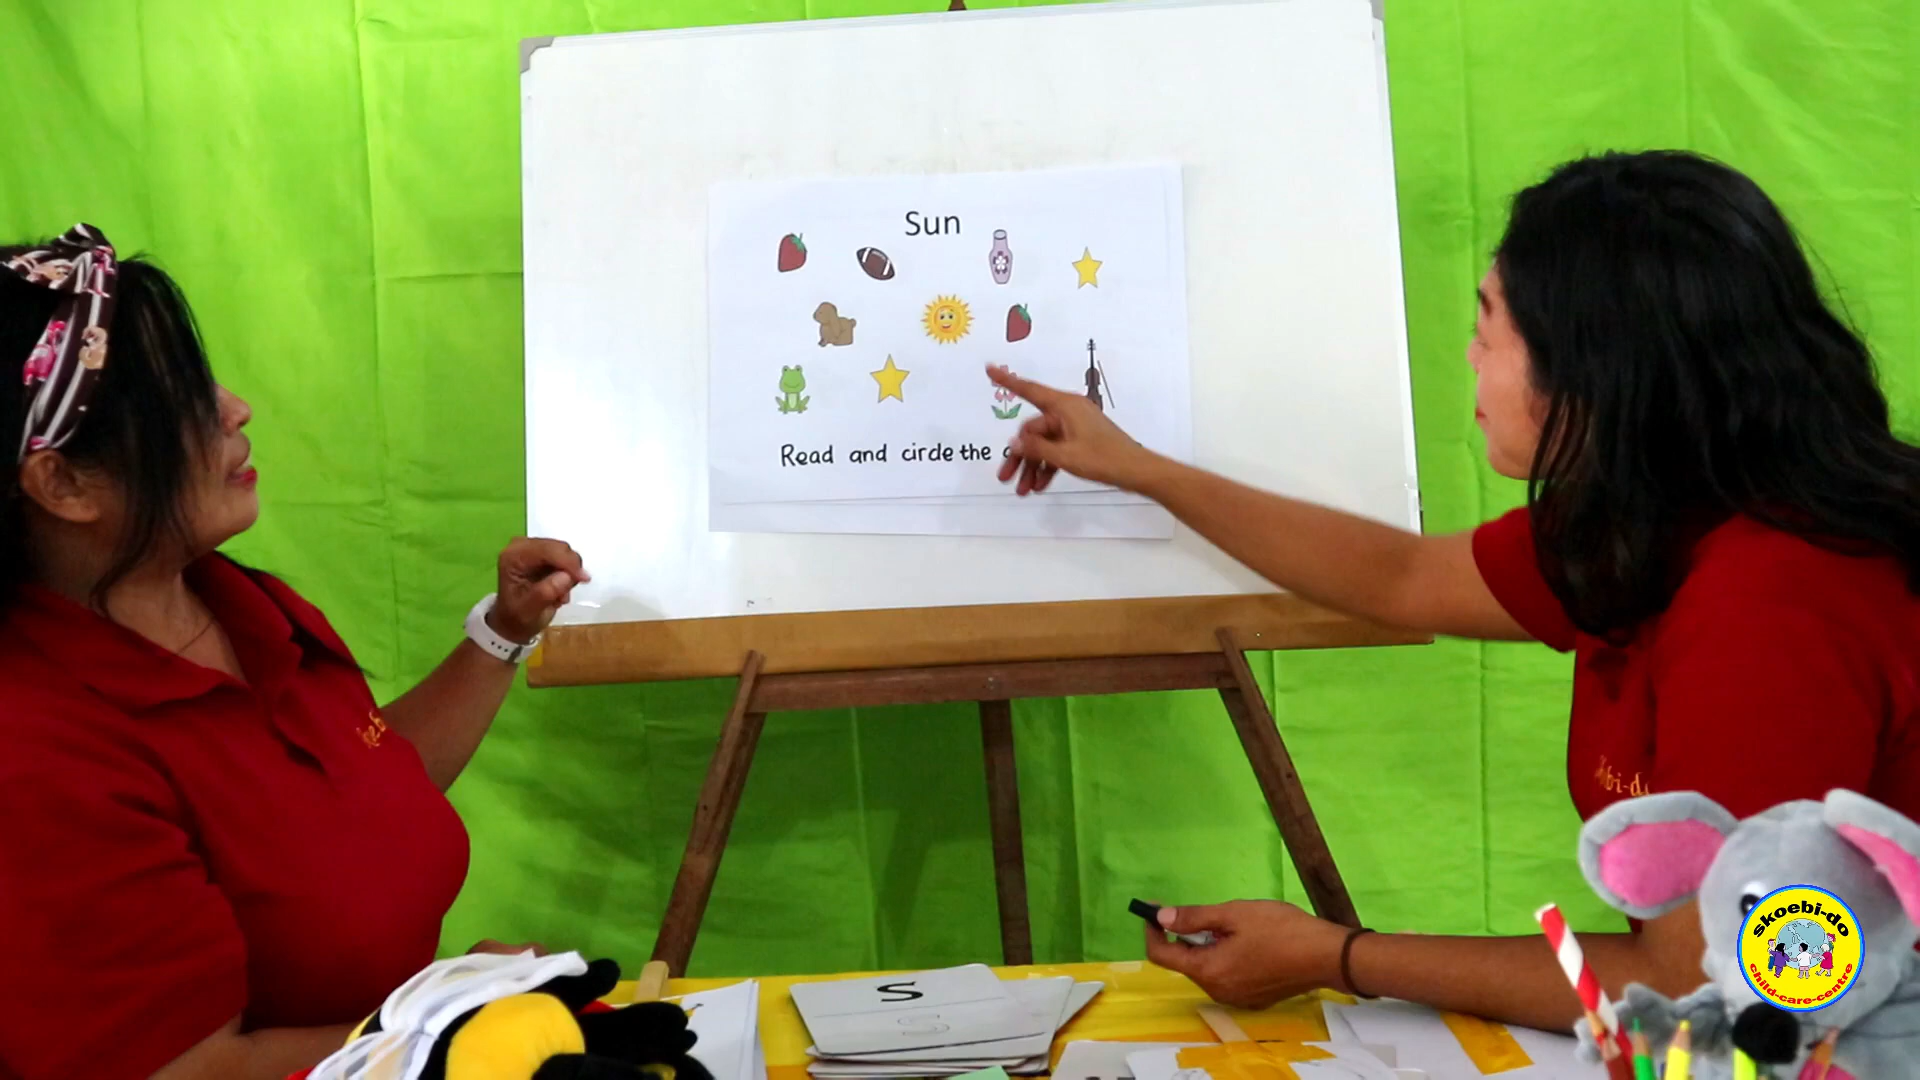 Sun
Read and circle the
S
S
skoebi-do
child-care-centre